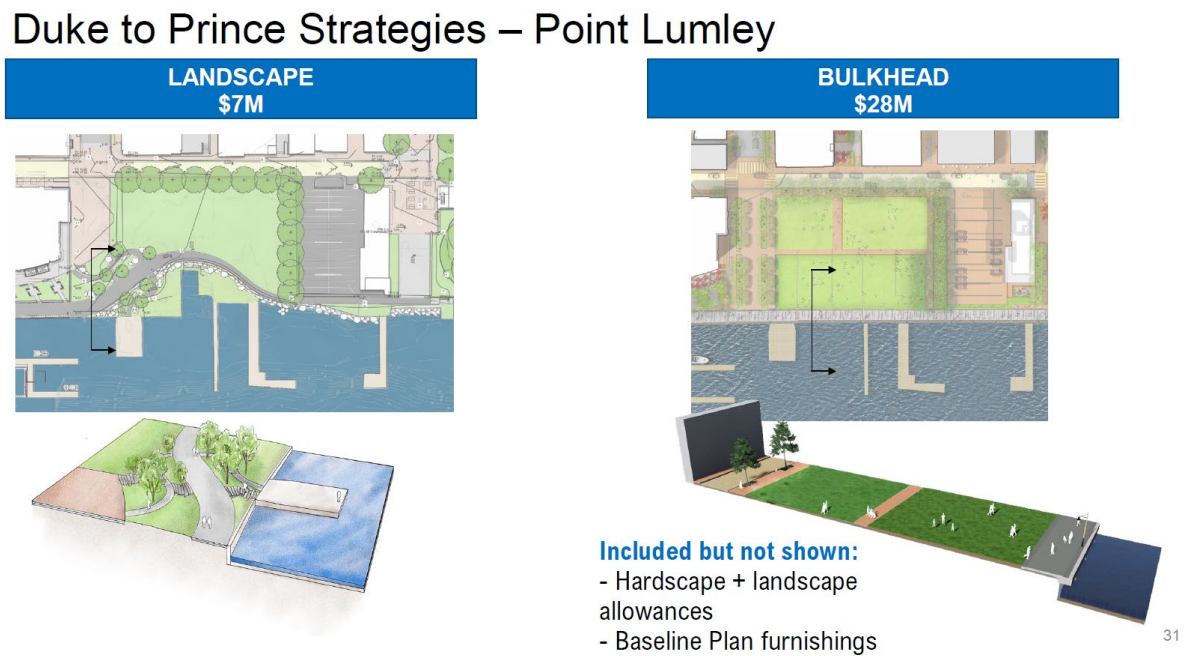 Duke to Prince Strategies – Point Lumley
LANDSCAPE
$7M
BULKHEAD
$28M
Included but not shown:
- Hardscape + landscape
allowances
- Baseline Plan furnishings
31